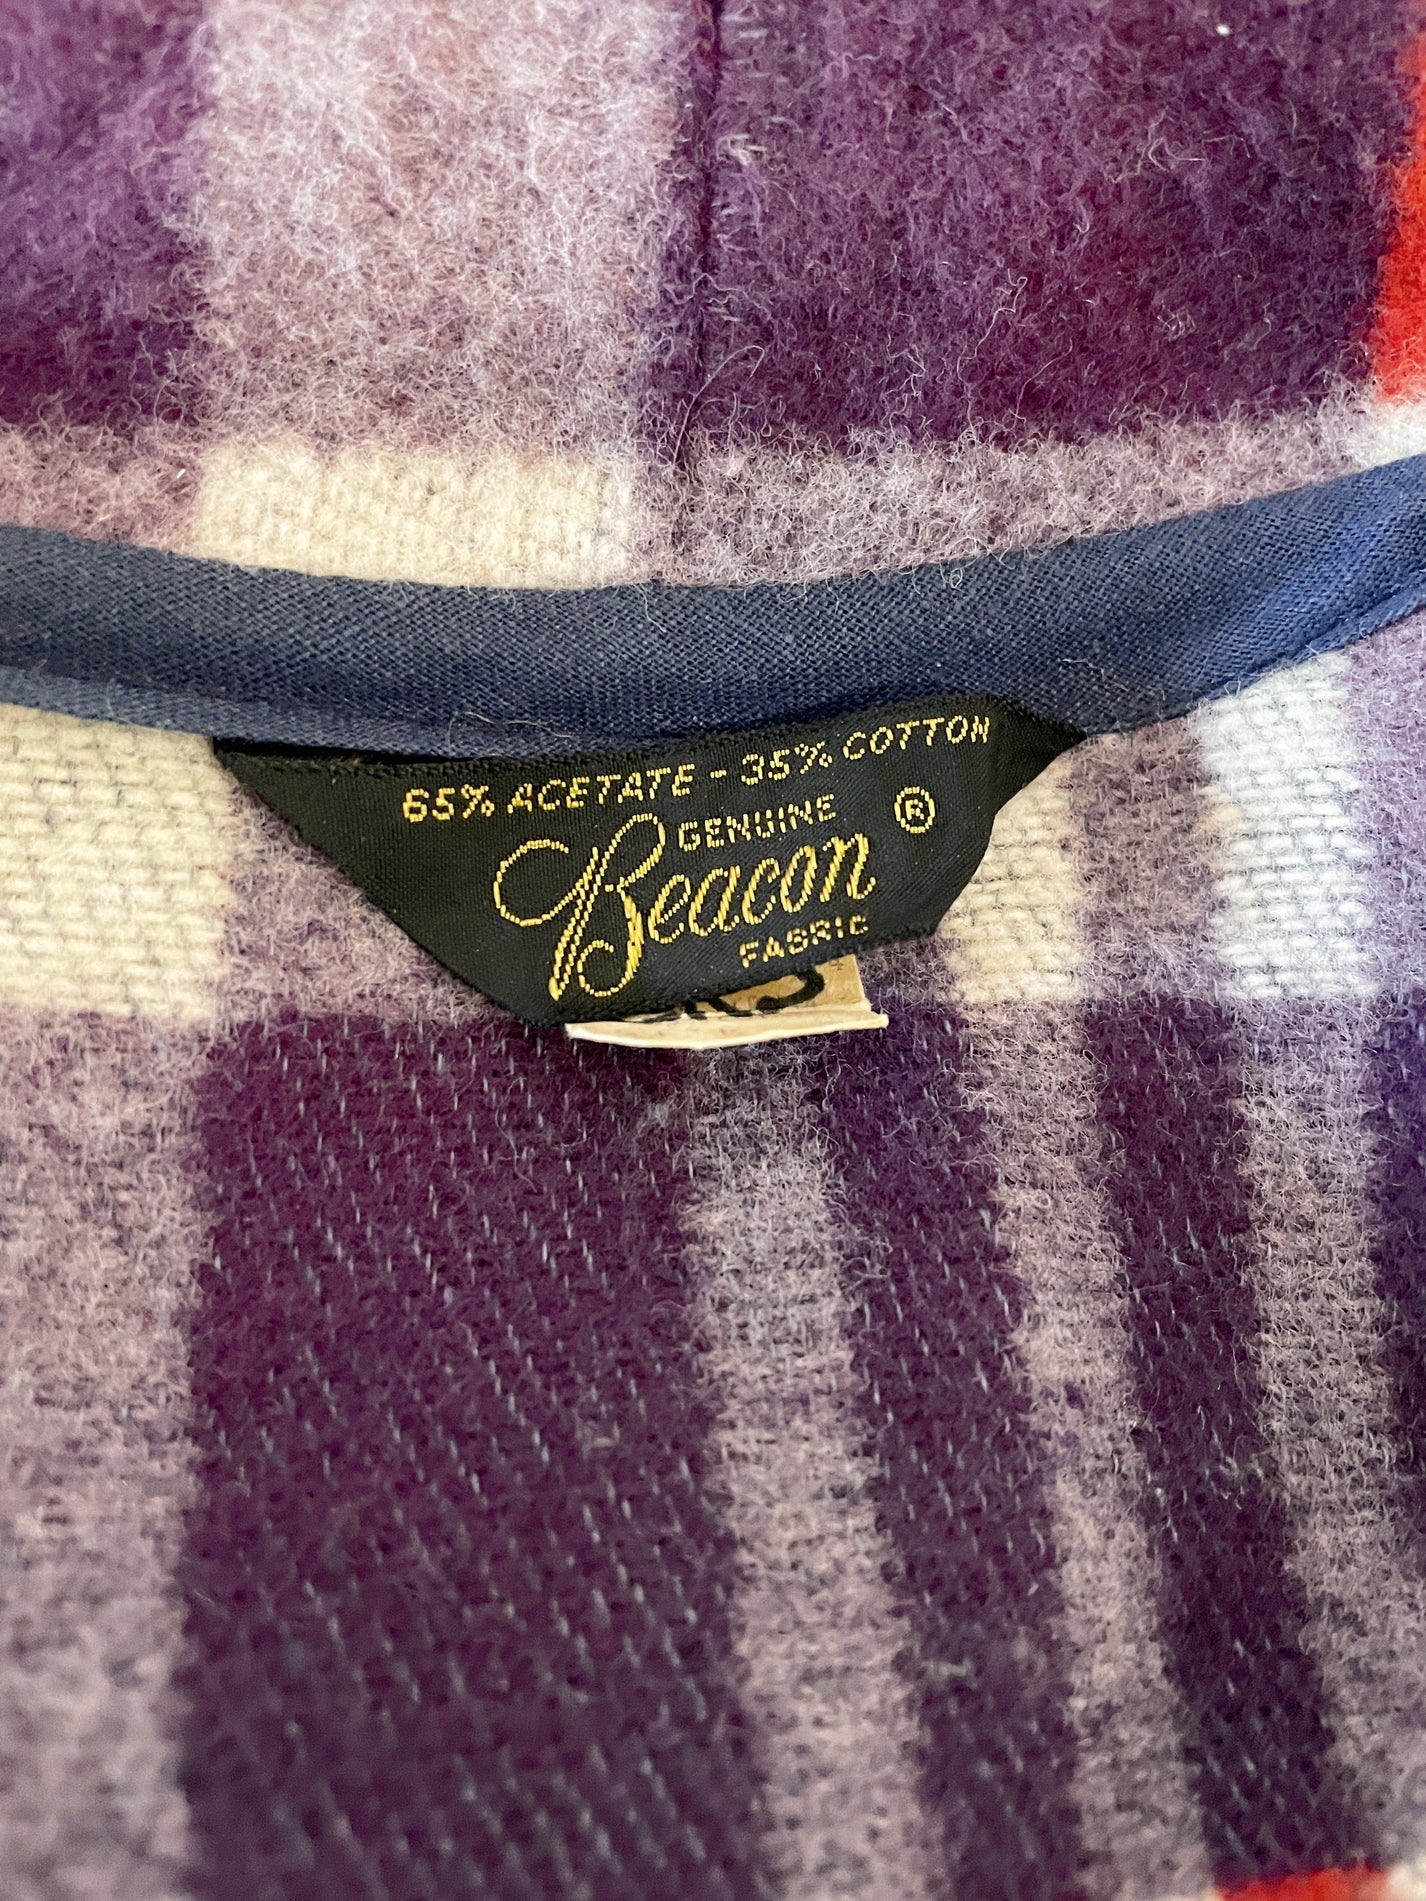 65% ACETATE - 35% COTTON
GENUINE ®
Beacon
FABRIC